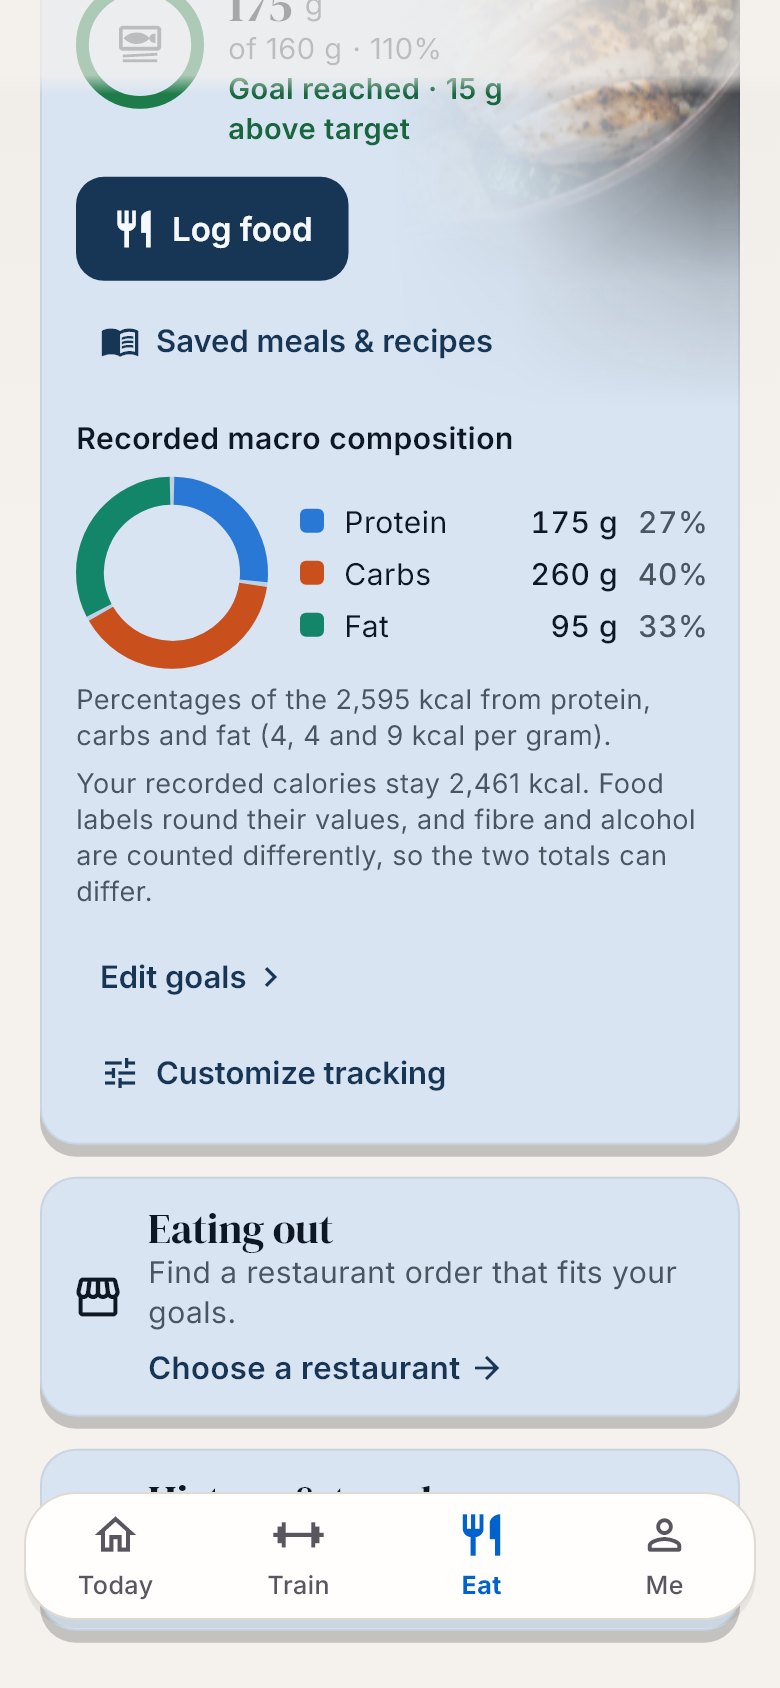 175 g
of 160 g · 110%
Goal reached · 15 g
above target
Log food
Saved meals & recipes
Recorded macro composition
Protein 175 g 27%
Carbs 260 g 40%
Fat 95 g 33%
Percentages of the 2,595 kcal from protein,
carbs and fat (4, 4 and 9 kcal per gram).
Your recorded calories stay 2,461 kcal. Food
labels round their values, and fibre and alcohol
are counted differently, so the two totals can
differ.
Edit goals
Customize tracking
Eating out
Find a restaurant order that fits your
goals.
Choose a restaurant
Today Train Eat Me